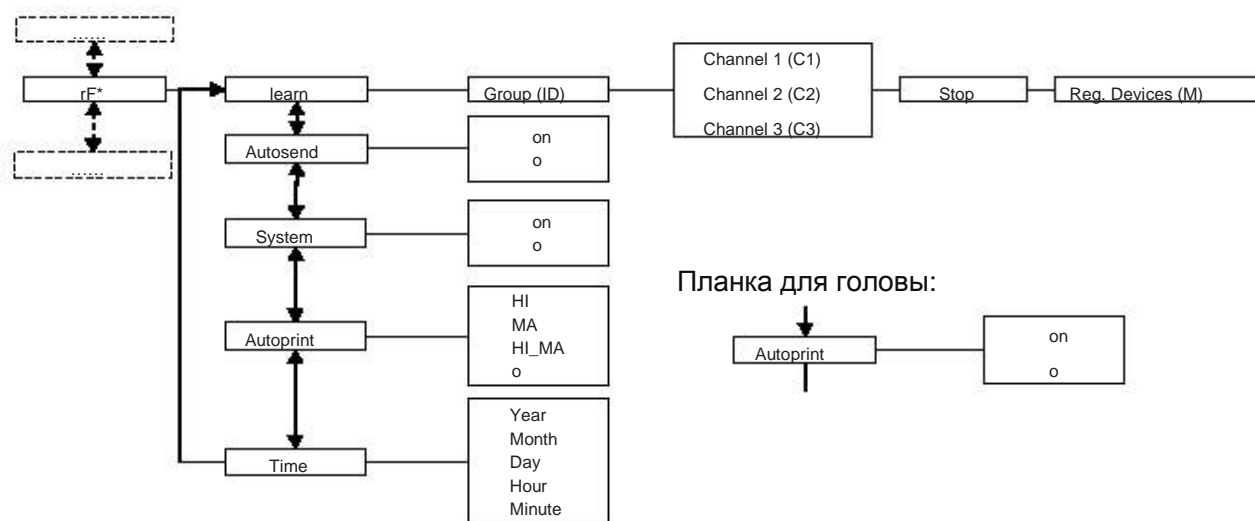 ......
rF*
......
learn
Group (ID)
Channel 1 (C1)
Channel 2 (C2)
Channel 3 (C3)
Stop
Reg. Devices (M)
Autosend
on
o
System
on
o
Autoprint
HI
MA
HI_MA
o
Time
Year
Month
Day
Hour
Minute
Планка для головы:
Autoprint
on
o